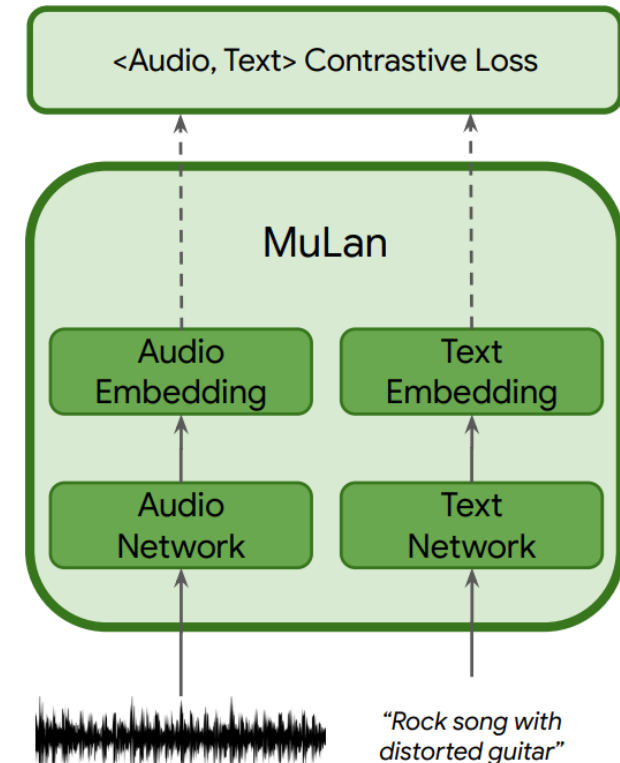 <Audio, Text> Contrastive Loss
MuLan
Audio
Embedding
Text
Embedding
Audio
Network
Text
Network
“Rock song with
distorted guitar”